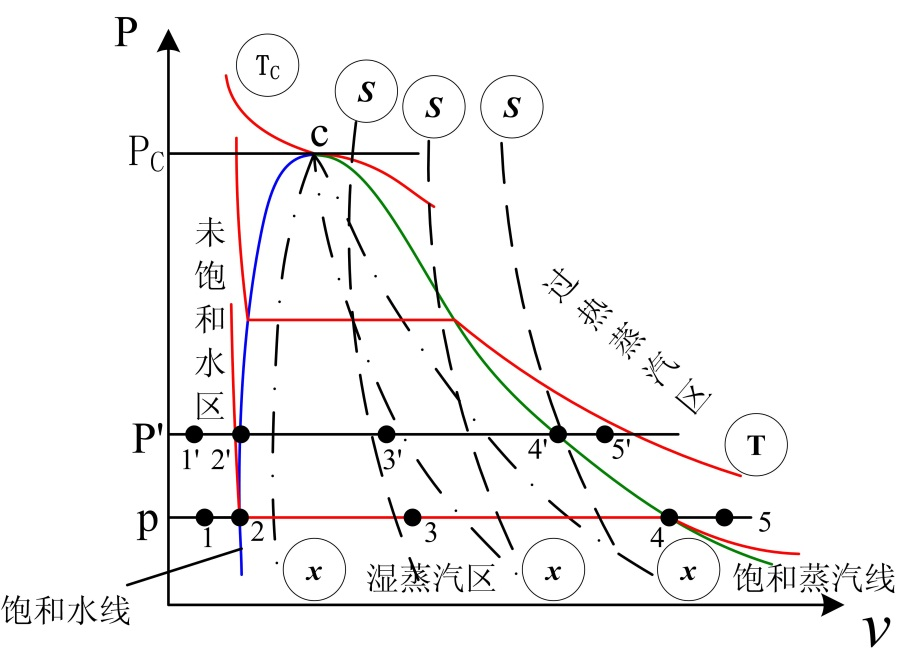 P
T_C
S
S
S
c
P_C
未饱和水区
过热蒸汽区
P'
1'
2'
3'
4'
5'
T
p
1
2
3
4
5
x
湿蒸汽区
x
x
饱和蒸汽线
饱和水线
v